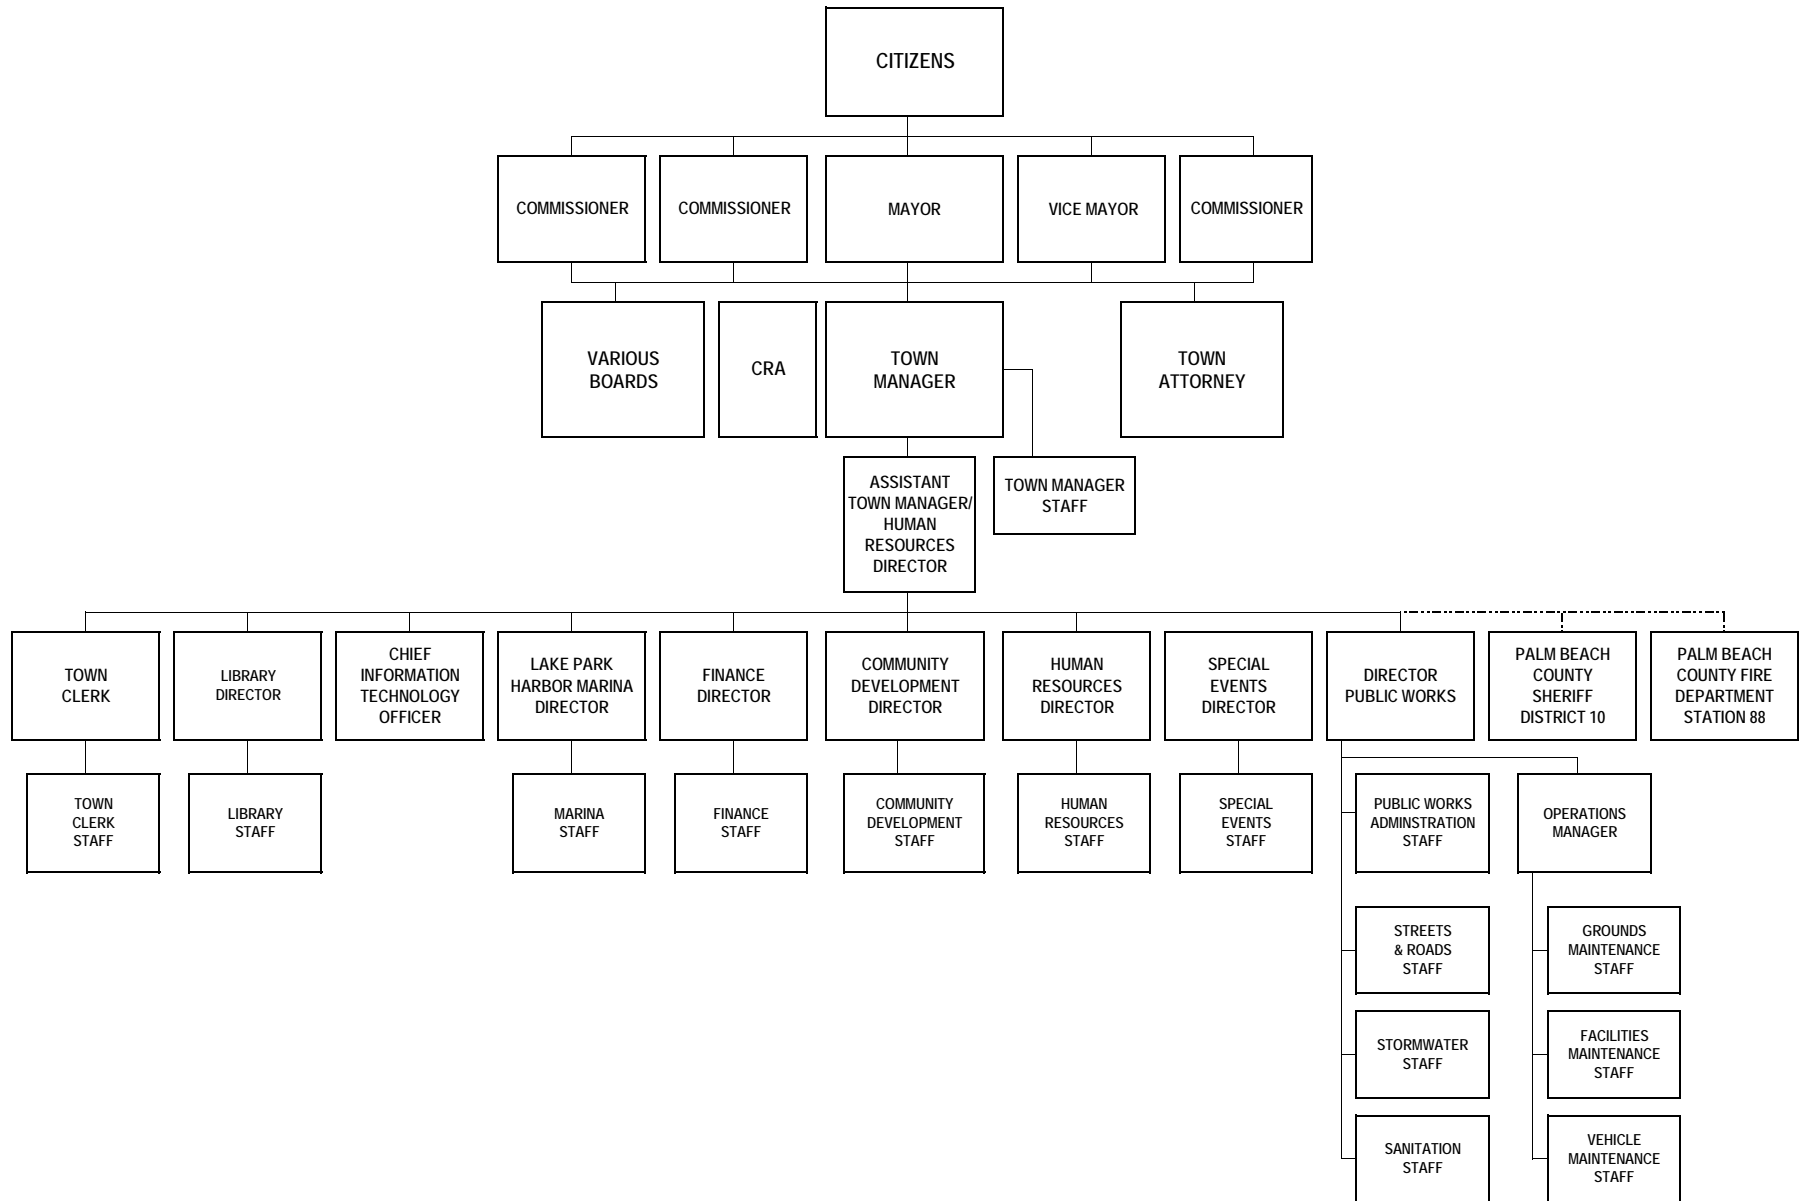 CITIZENS
COMMISSIONER
COMMISSIONER
MAYOR
VICE MAYOR
COMMISSIONER
VARIOUS
BOARDS
CRA
TOWN
MANAGER
TOWN
ATTORNEY
ASSISTANT
TOWN MANAGER/
HUMAN
RESOURCES
DIRECTOR
TOWN MANAGER
STAFF
TOWN
CLERK
LIBRARY
DIRECTOR
CHIEF
INFORMATION
TECHNOLOGY
OFFICER
LAKE PARK
HARBOR MARINA
DIRECTOR
FINANCE
DIRECTOR
COMMUNITY
DEVELOPMENT
DIRECTOR
HUMAN
RESOURCES
DIRECTOR
SPECIAL
EVENTS
DIRECTOR
DIRECTOR
PUBLIC WORKS
PALM BEACH
COUNTY
SHERIFF
DISTRICT 10
PALM BEACH
COUNTY FIRE
DEPARTMENT
STATION 88
TOWN
CLERK
STAFF
LIBRARY
STAFF
MARINA
STAFF
FINANCE
STAFF
COMMUNITY
DEVELOPMENT
STAFF
HUMAN
RESOURCES
STAFF
SPECIAL
EVENTS
STAFF
PUBLIC WORKS
ADMINSTRATION
STAFF
OPERATIONS
MANAGER
STREETS
& ROADS
STAFF
GROUNDS
MAINTENANCE
STAFF
STORMWATER
STAFF
FACILITIES
MAINTENANCE
STAFF
SANITATION
STAFF
VEHICLE
MAINTENANCE
STAFF